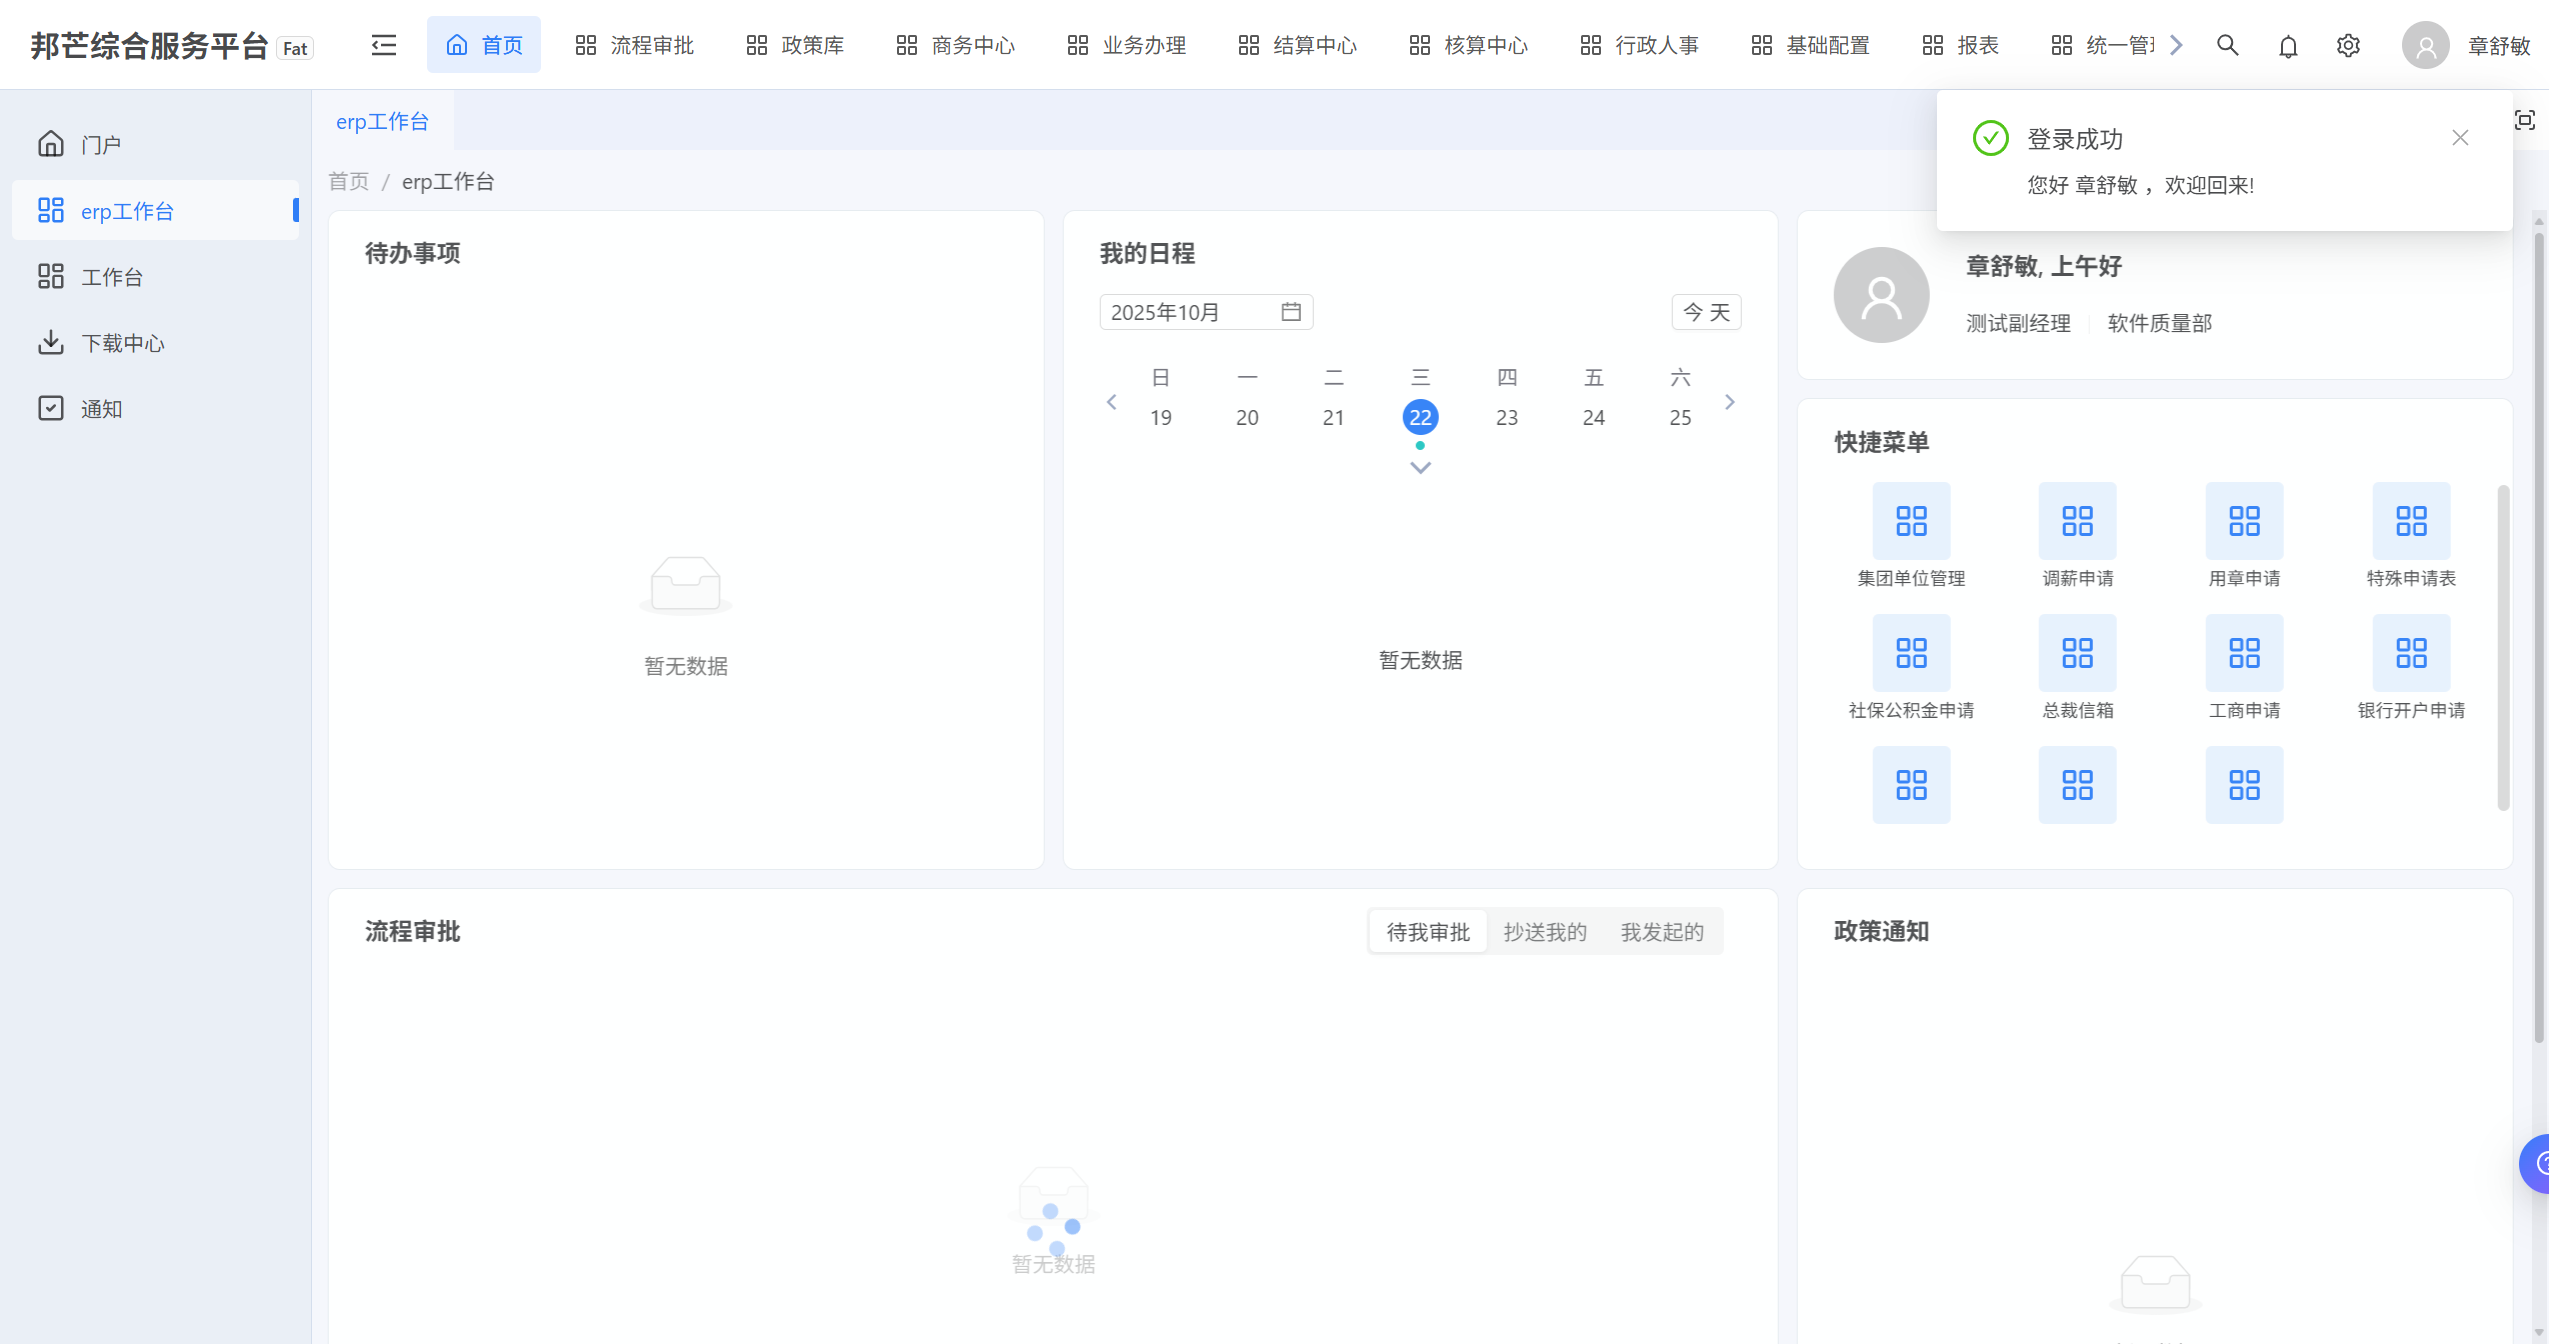 邦芒综合服务平台 Fat
首页 流程审批 政策库 商务中心 业务办理 结算中心 核算中心 行政人事 基础配置 报表 统一管
章舒敏
门户
erp工作台
工作台
下载中心
通知
erp工作台
首页 / erp工作台
登录成功
您好 章舒敏 ，欢迎回来!
待办事项
暂无数据
我的日程
2025年10月
今 天
日 一 二 三 四 五 六
19 20 21 22 23 24 25
暂无数据
章舒敏, 上午好
测试副经理 软件质量部
快捷菜单
集团单位管理 调薪申请 用章申请 特殊申请表
社保公积金申请 总裁信箱 工商申请 银行开户申请
流程审批
待我审批 抄送我的 我发起的
暂无数据
政策通知